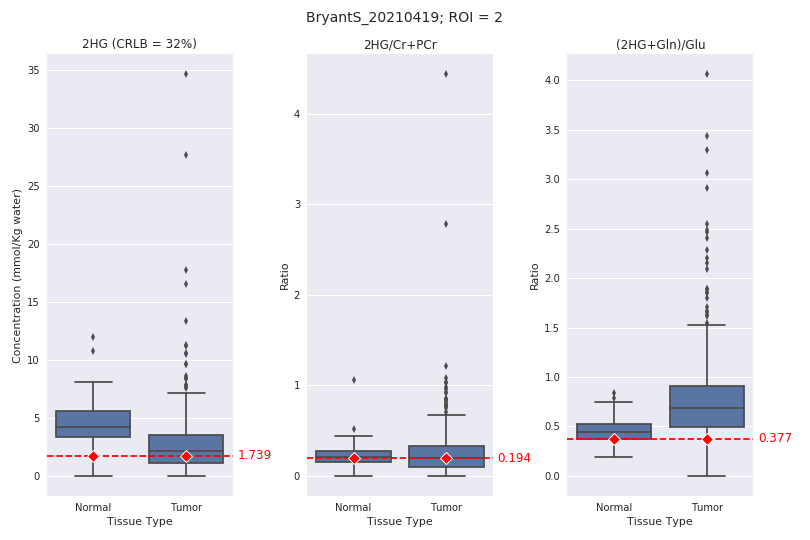 BryantS_20210419; ROI = 2
2HG (CRLB = 32%)
2HG/Cr+PCr
(2HG+Gln)/Glu
Concentration (mmol/Kg water)
35
30
25
20
15
10
5
0
1.739
Normal
Tumor
Tissue Type
Ratio
4
3
2
1
0
0.194
Normal
Tumor
Tissue Type
Ratio
4.0
3.5
3.0
2.5
2.0
1.5
1.0
0.5
0.0
0.377
Normal
Tumor
Tissue Type